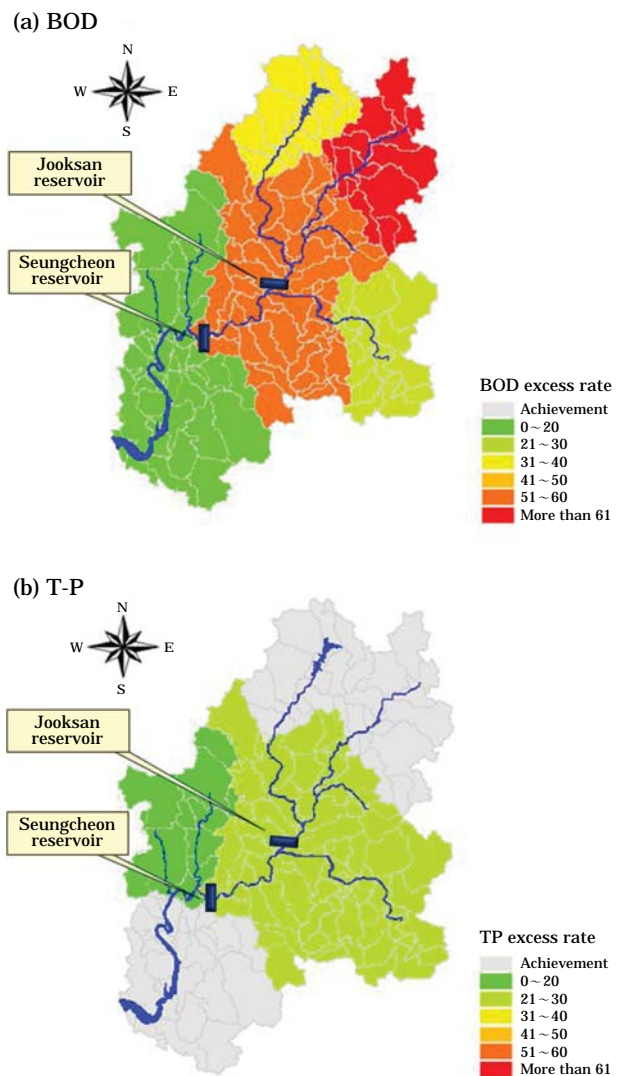 (a) BOD
N
W
E
S
Jooksan
reservoir
Seungcheon
reservoir
BOD excess rate
Achievement
0~20
21~30
31~40
41~50
51~60
More than 61
(b) T-P
N
W
E
S
Jooksan
reservoir
Seungcheon
reservoir
TP excess rate
Achievement
0~20
21~30
31~40
41~50
51~60
More than 61